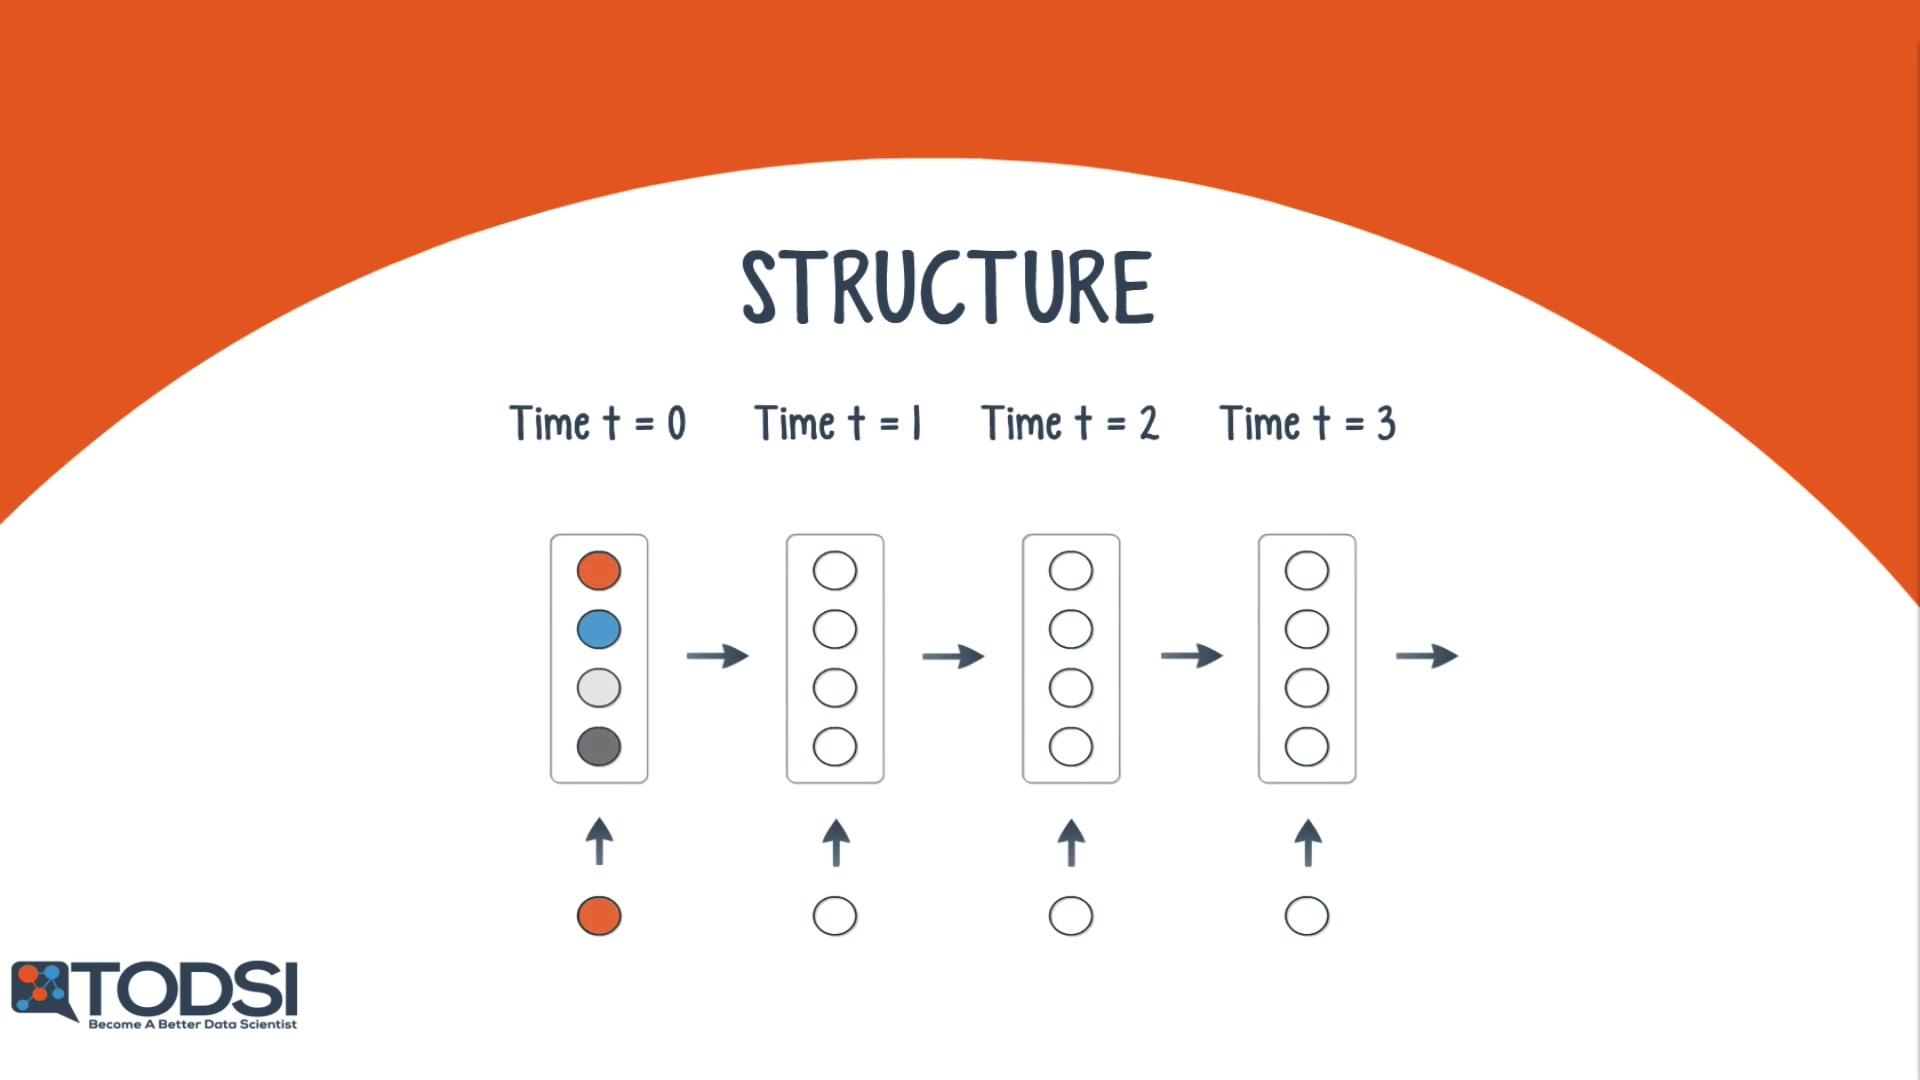 STRUCTURE
Time t = 0 Time t = 1 Time t = 2 Time t = 3
TODSI
Become A Better Data Scientist